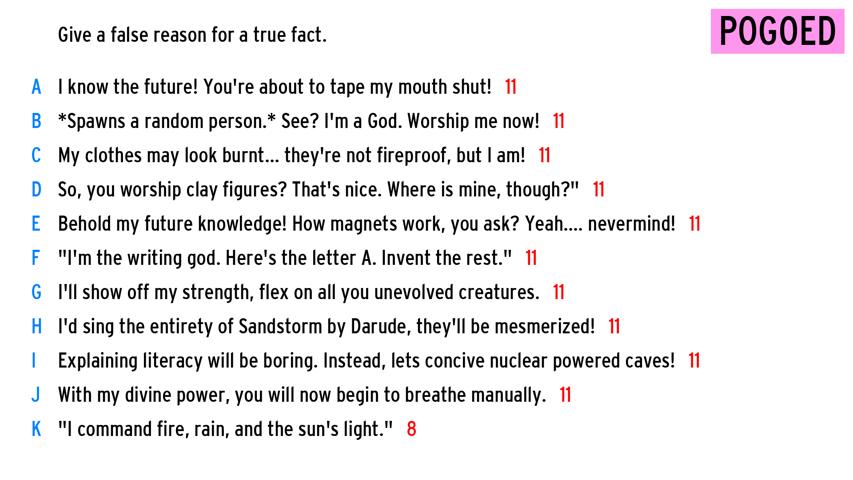 Give a false reason for a true fact.
POGOED
A I know the future! You're about to tape my mouth shut! 11
B *Spawns a random person.* See? I'm a God. Worship me now! 11
C My clothes may look burnt... they're not fireproof, but I am! 11
D So, you worship clay figures? That's nice. Where is mine, though?" 11
E Behold my future knowledge! How magnets work, you ask? Yeah.... nevermind! 11
F "I'm the writing god. Here's the letter A. Invent the rest." 11
G I'll show off my strength, flex on all you unevolved creatures. 11
H I'd sing the entirety of Sandstorm by Darude, they'll be mesmerized! 11
I Explaining literacy will be boring. Instead, lets concive nuclear powered caves! 11
J With my divine power, you will now begin to breathe manually. 11
K "I command fire, rain, and the sun's light." 8